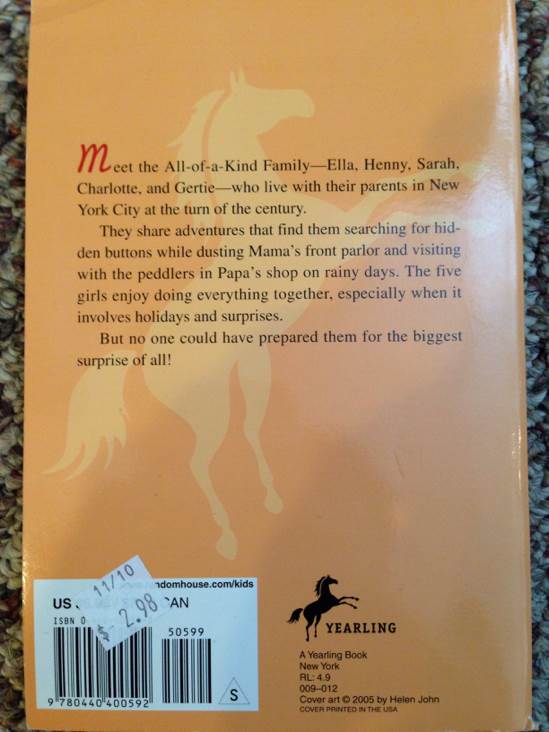 Meet the All-of-a-Kind Family—Ella, Henny, Sarah,
Charlotte, and Gertie—who live with their parents in New
York City at the turn of the century.
They share adventures that find them searching for hid-
den buttons while dusting Mama's front parlor and visiting
with the peddlers in Papa's shop on rainy days. The five
girls enjoy doing everything together, especially when it
involves holidays and surprises.
But no one could have prepared them for the biggest
surprise of all!
domhouse.com/kids
11/10
$ 2.98
US
CAN
ISBN 0
50599
9 780440 400592
S
YEARLING
A Yearling Book
New York
RL: 4.9
009–012
Cover art © 2005 by Helen John
COVER PRINTED IN THE USA